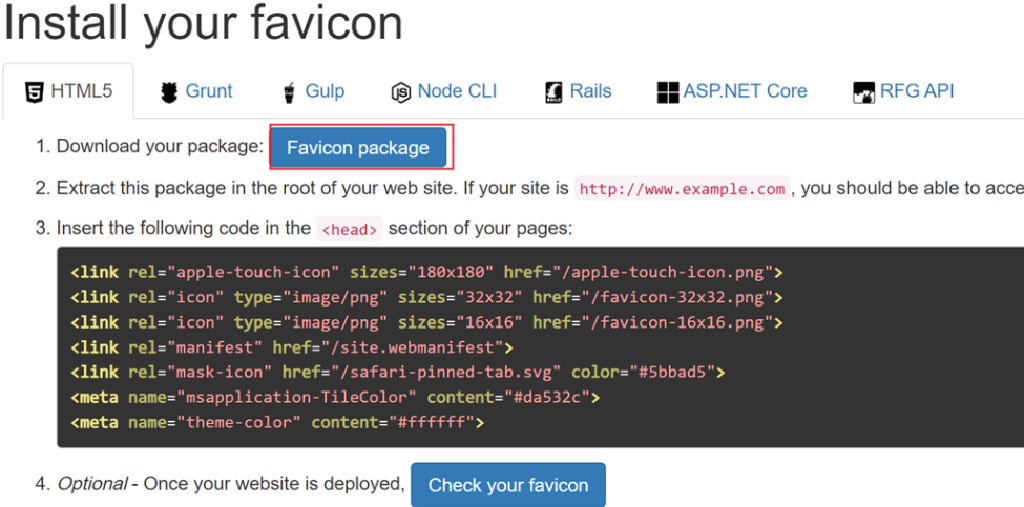 Install your favicon
HTML5 Grunt Gulp Node CLI Rails ASP.NET Core RFG API
1. Download your package: Favicon package
2. Extract this package in the root of your web site. If your site is http://www.example.com, you should be able to acce
3. Insert the following code in the <head> section of your pages:
<link rel="apple-touch-icon" sizes="180x180" href="/apple-touch-icon.png">
<link rel="icon" type="image/png" sizes="32x32" href="/favicon-32x32.png">
<link rel="icon" type="image/png" sizes="16x16" href="/favicon-16x16.png">
<link rel="manifest" href="/site.webmanifest">
<link rel="mask-icon" href="/safari-pinned-tab.svg" color="#5bbad5">
<meta name="msapplication-TileColor" content="#da532c">
<meta name="theme-color" content="#ffffff">
4. Optional - Once your website is deployed, Check your favicon